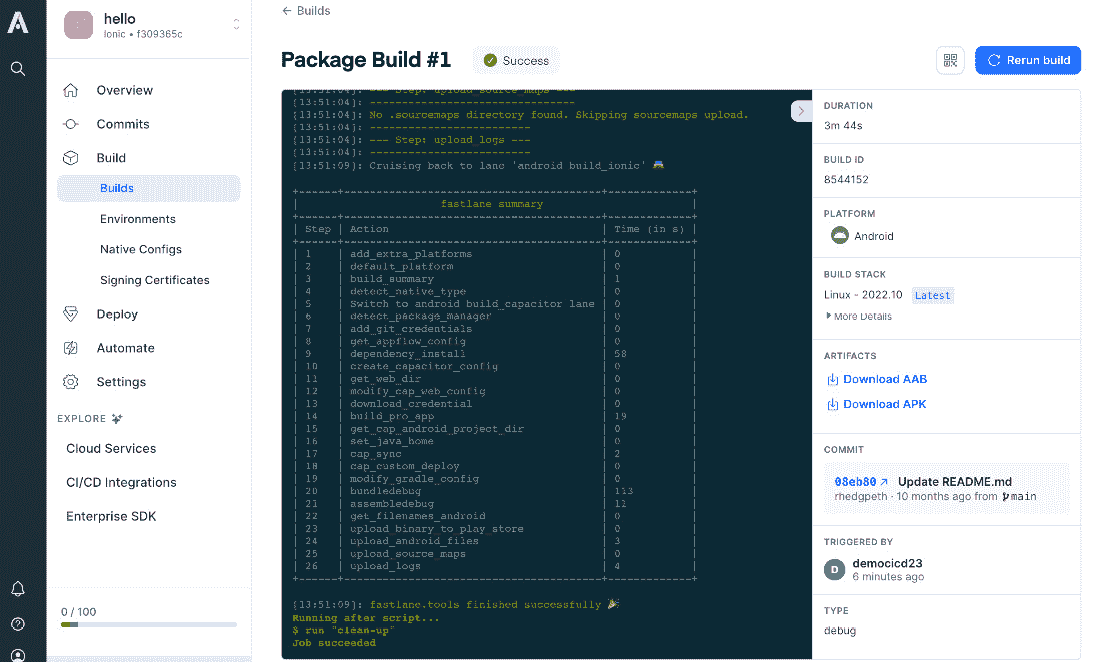 hello
Ionic • f309365c
Overview
Commits
Build
Builds
Environments
Native Configs
Signing Certificates
Deploy
Automate
Settings
EXPLORE
Cloud Services
CI/CD Integrations
Enterprise SDK
0 / 100
← Builds
Package Build #1
Success
Rerun build
[13:51:04]: --- Step: upload source maps ---
[13:51:04]: --------------------------------
[13:51:04]: No .sourcemaps directory found. Skipping sourcemaps upload.
[13:51:04]: -------------------------
[13:51:04]: --- Step: upload logs ---
[13:51:04]: -------------------------
[13:51:09]: Cruising back to lane 'android build_ionic' 🚘
+------+---------------------------------------+-------------+
| fastlane summary |
+------+---------------------------------------+-------------+
| Step | Action | Time (in s) |
+------+---------------------------------------+-------------+
| 1 | add_extra_platforms | 0 |
| 2 | default_platform | 0 |
| 3 | build_summary | 1 |
| 4 | detect_native_type | 0 |
| 5 | Switch to android build_capacitor lane | 0 |
| 6 | detect_package_manager | 0 |
| 7 | add_git_credentials | 0 |
| 8 | get_appflow_config | 0 |
| 9 | dependency_install | 58 |
| 10 | create_capacitor_config | 0 |
| 11 | get_web_dir | 0 |
| 12 | modify_cap_web_config | 0 |
| 13 | download_credential | 0 |
| 14 | build_pro_app | 19 |
| 15 | get_cap_android_project_dir | 0 |
| 16 | set_java_home | 0 |
| 17 | cap_sync | 2 |
| 18 | cap_custom_deploy | 0 |
| 19 | modify_gradle_config | 0 |
| 20 | bundledebug | 113 |
| 21 | assembledebug | 12 |
| 22 | get_filenames_android | 0 |
| 23 | upload_binary_to_play_store | 0 |
| 24 | upload_android_files | 3 |
| 25 | upload_source_maps | 0 |
| 26 | upload_logs | 4 |
+------+---------------------------------------+-------------+
[13:51:09]: fastlane.tools finished successfully 🎉
Running after script...
$ run "clean-up"
Job succeeded
DURATION
3m 44s
BUILD ID
8544152
PLATFORM
Android
BUILD STACK
Linux - 2022.10 Latest
More Details
ARTIFACTS
Download AAB
Download APK
COMMIT
08eb80 ↗ Update README.md
rhedgpeth · 10 months ago from main
TRIGGERED BY
D
democicd23
6 minutes ago
TYPE
debug